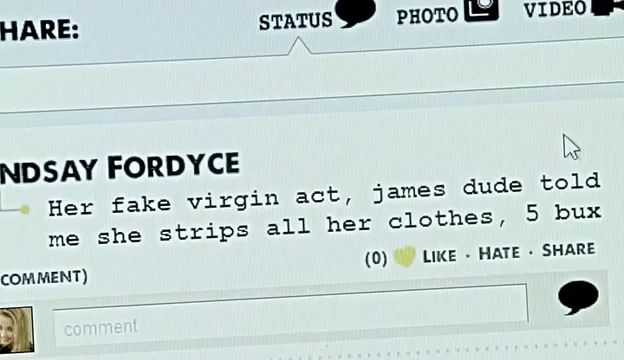 HARE:
STATUS PHOTO VIDEO
NDSAY FORDYCE
Her fake virgin act, james dude told
me she strips all her clothes, 5 bux
(0) LIKE · HATE · SHARE
COMMENT)
comment